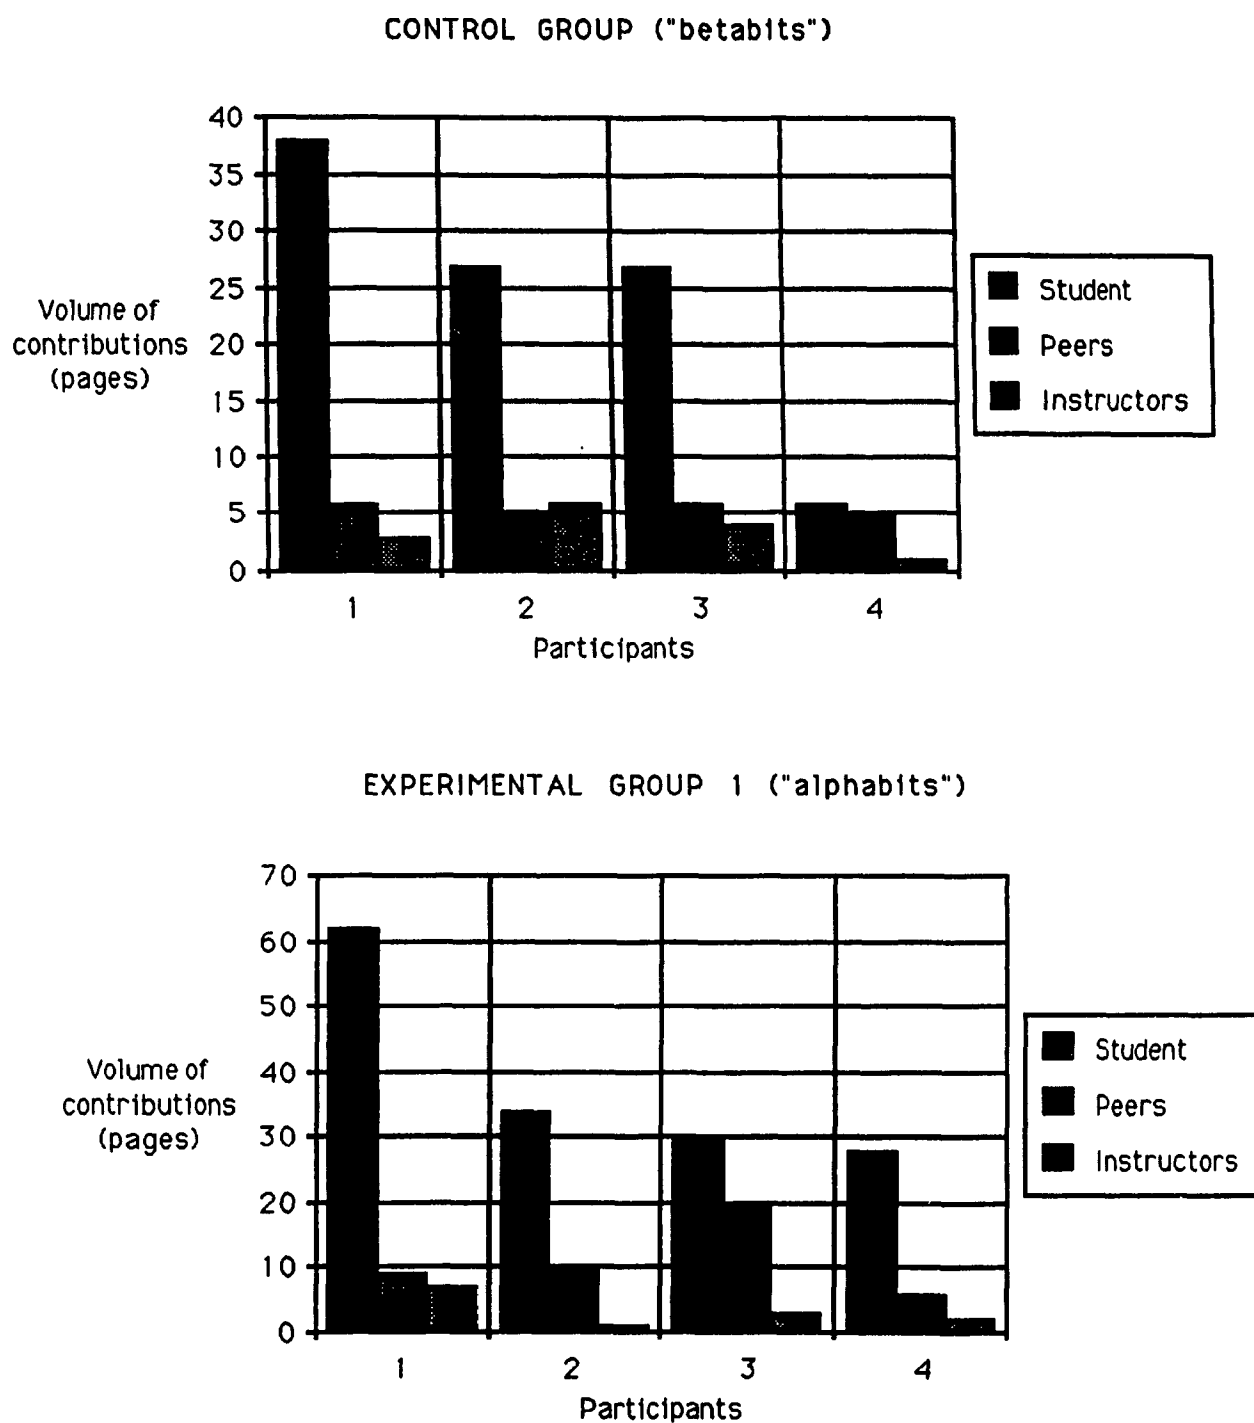 CONTROL GROUP ("betabits")
40
35
30
25
20
15
10
5
0
Volume of
contributions
(pages)
1 2 3 4
Participants
Student
Peers
Instructors
EXPERIMENTAL GROUP 1 ("alphabits")
70
60
50
40
30
20
10
0
Volume of
contributions
(pages)
1 2 3 4
Participants
Student
Peers
Instructors